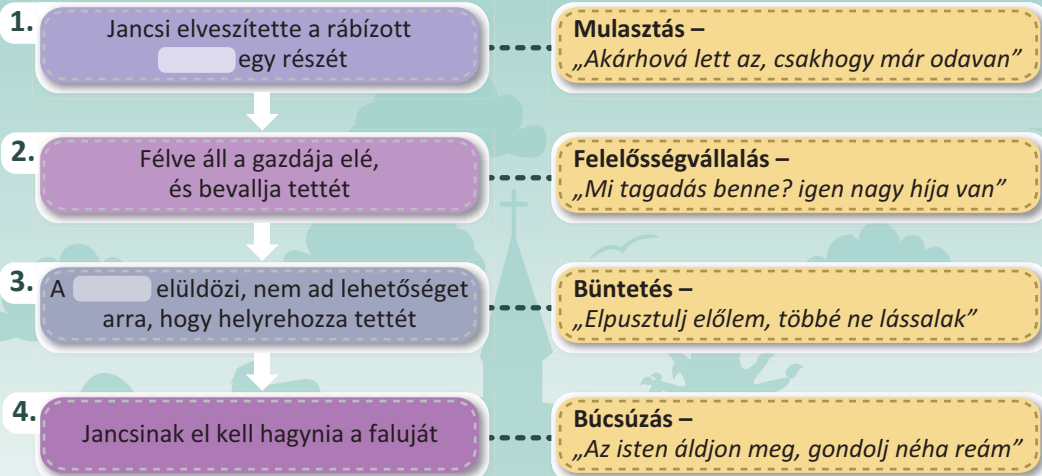 1.
Jancsi elveszítette a rábízott
egy részét
Mulasztás –
„Akárhová lett az, csakhogy már odavan”
2.
Félve áll a gazdája elé,
és bevallja tettét
Felelősségvállalás –
„Mi tagadás benne? igen nagy híja van”
3.
A elüldözi, nem ad lehetőséget
arra, hogy helyrehozza tettét
Büntetés –
„Elpusztulj előlem, többé ne lássalak”
4.
Jancsinak el kell hagynia a faluját
Búcsúzás –
„Az isten áldjon meg, gondolj néha reám”